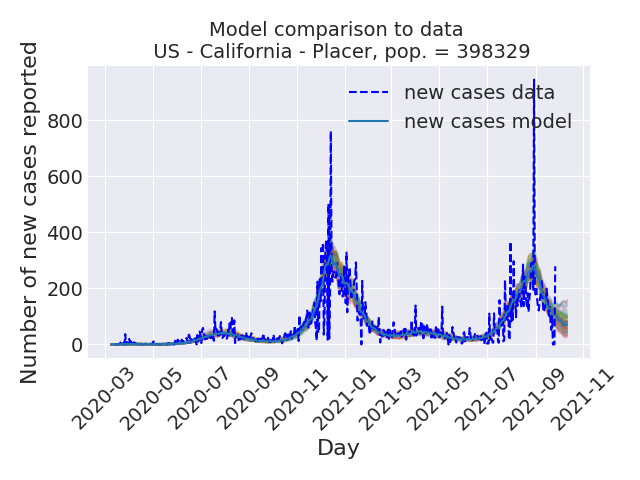 Model comparison to data
US - California - Placer, pop. = 398329
Number of new cases reported
new cases data
new cases model
800
600
400
200
0
2020-03
2020-05
2020-07
2020-09
2020-11
2021-01
2021-03
2021-05
2021-07
2021-09
2021-11
Day